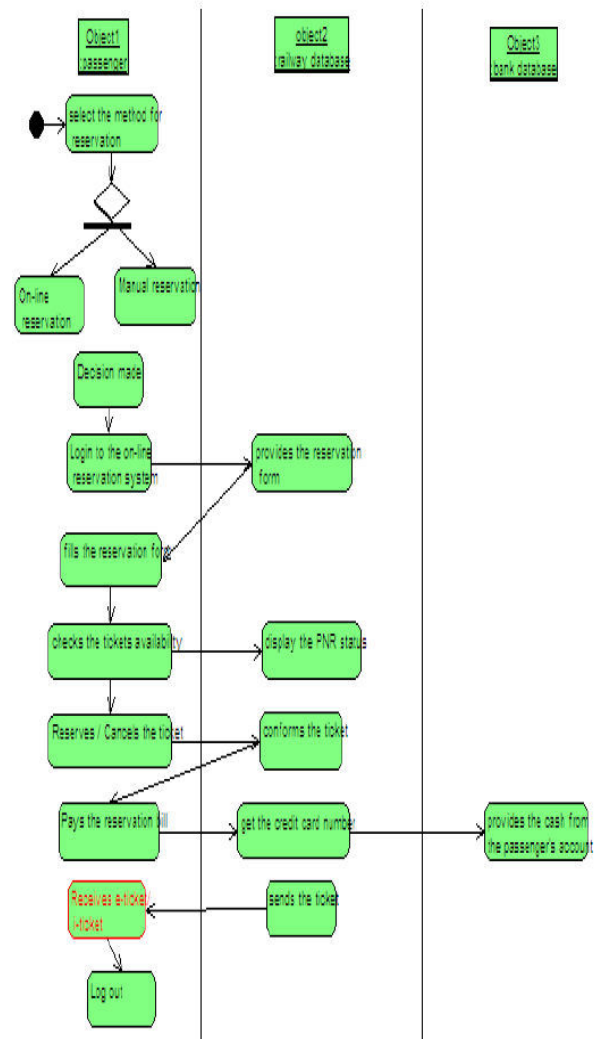 Object1
:passenger
object2
:railway database
Object3
:bank database
select the method for
reservation
On-line
reservation
Manual reservation
Decision made
Login to the on-line
reservation system
provides the reservation
form
fills the reservation form
checks the tickets availability
display the PNR status
Reserves / Cancels the ticket
conforms the ticket
Pays the reservation bill
get the credit card number
provides the cash from
the passenger's account
Receives e-ticket/
i-ticket
sends the ticket
Log out